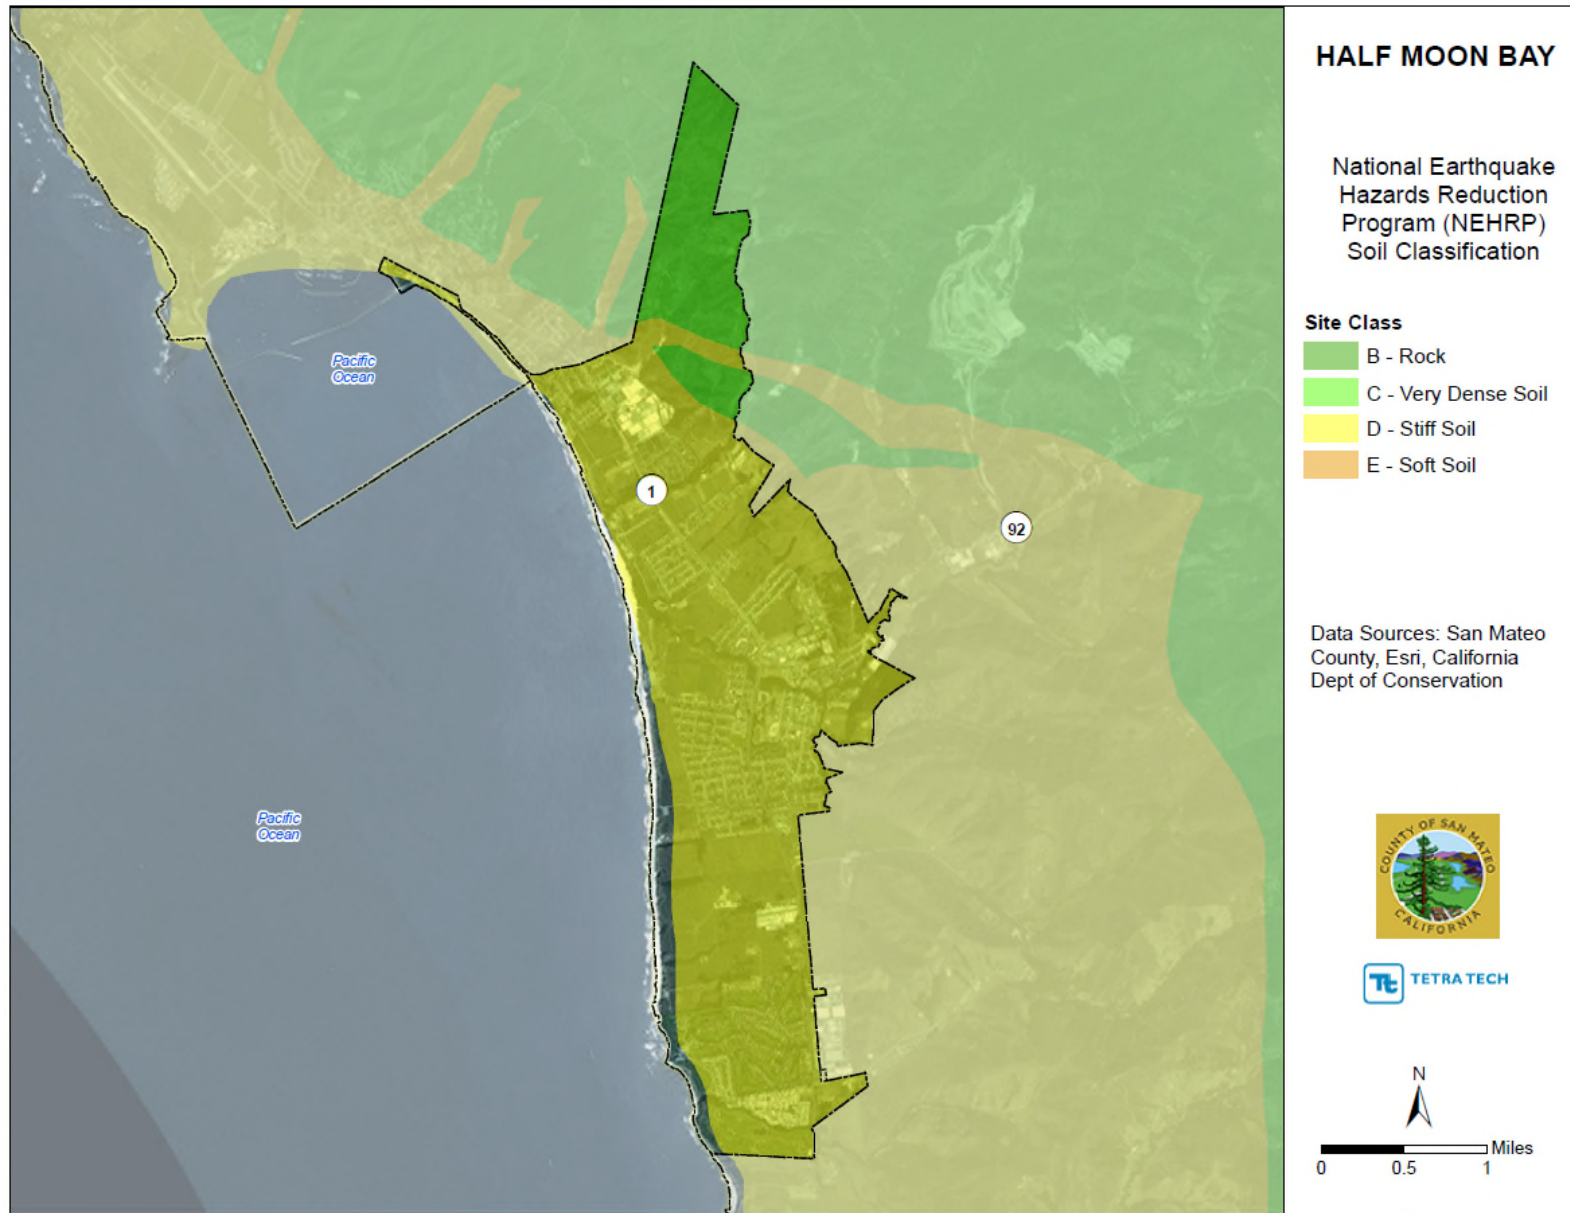 HALF MOON BAY
National Earthquake
Hazards Reduction
Program (NEHRP)
Soil Classification
Site Class
B - Rock
C - Very Dense Soil
D - Stiff Soil
E - Soft Soil
Pacific
Ocean
1
92
Data Sources: San Mateo
County, Esri, California
Dept of Conservation
Pacific
Ocean
COUNTY OF SAN MATEO
CALIFORNIA
Tt TETRA TECH
N
Miles
0 0.5 1